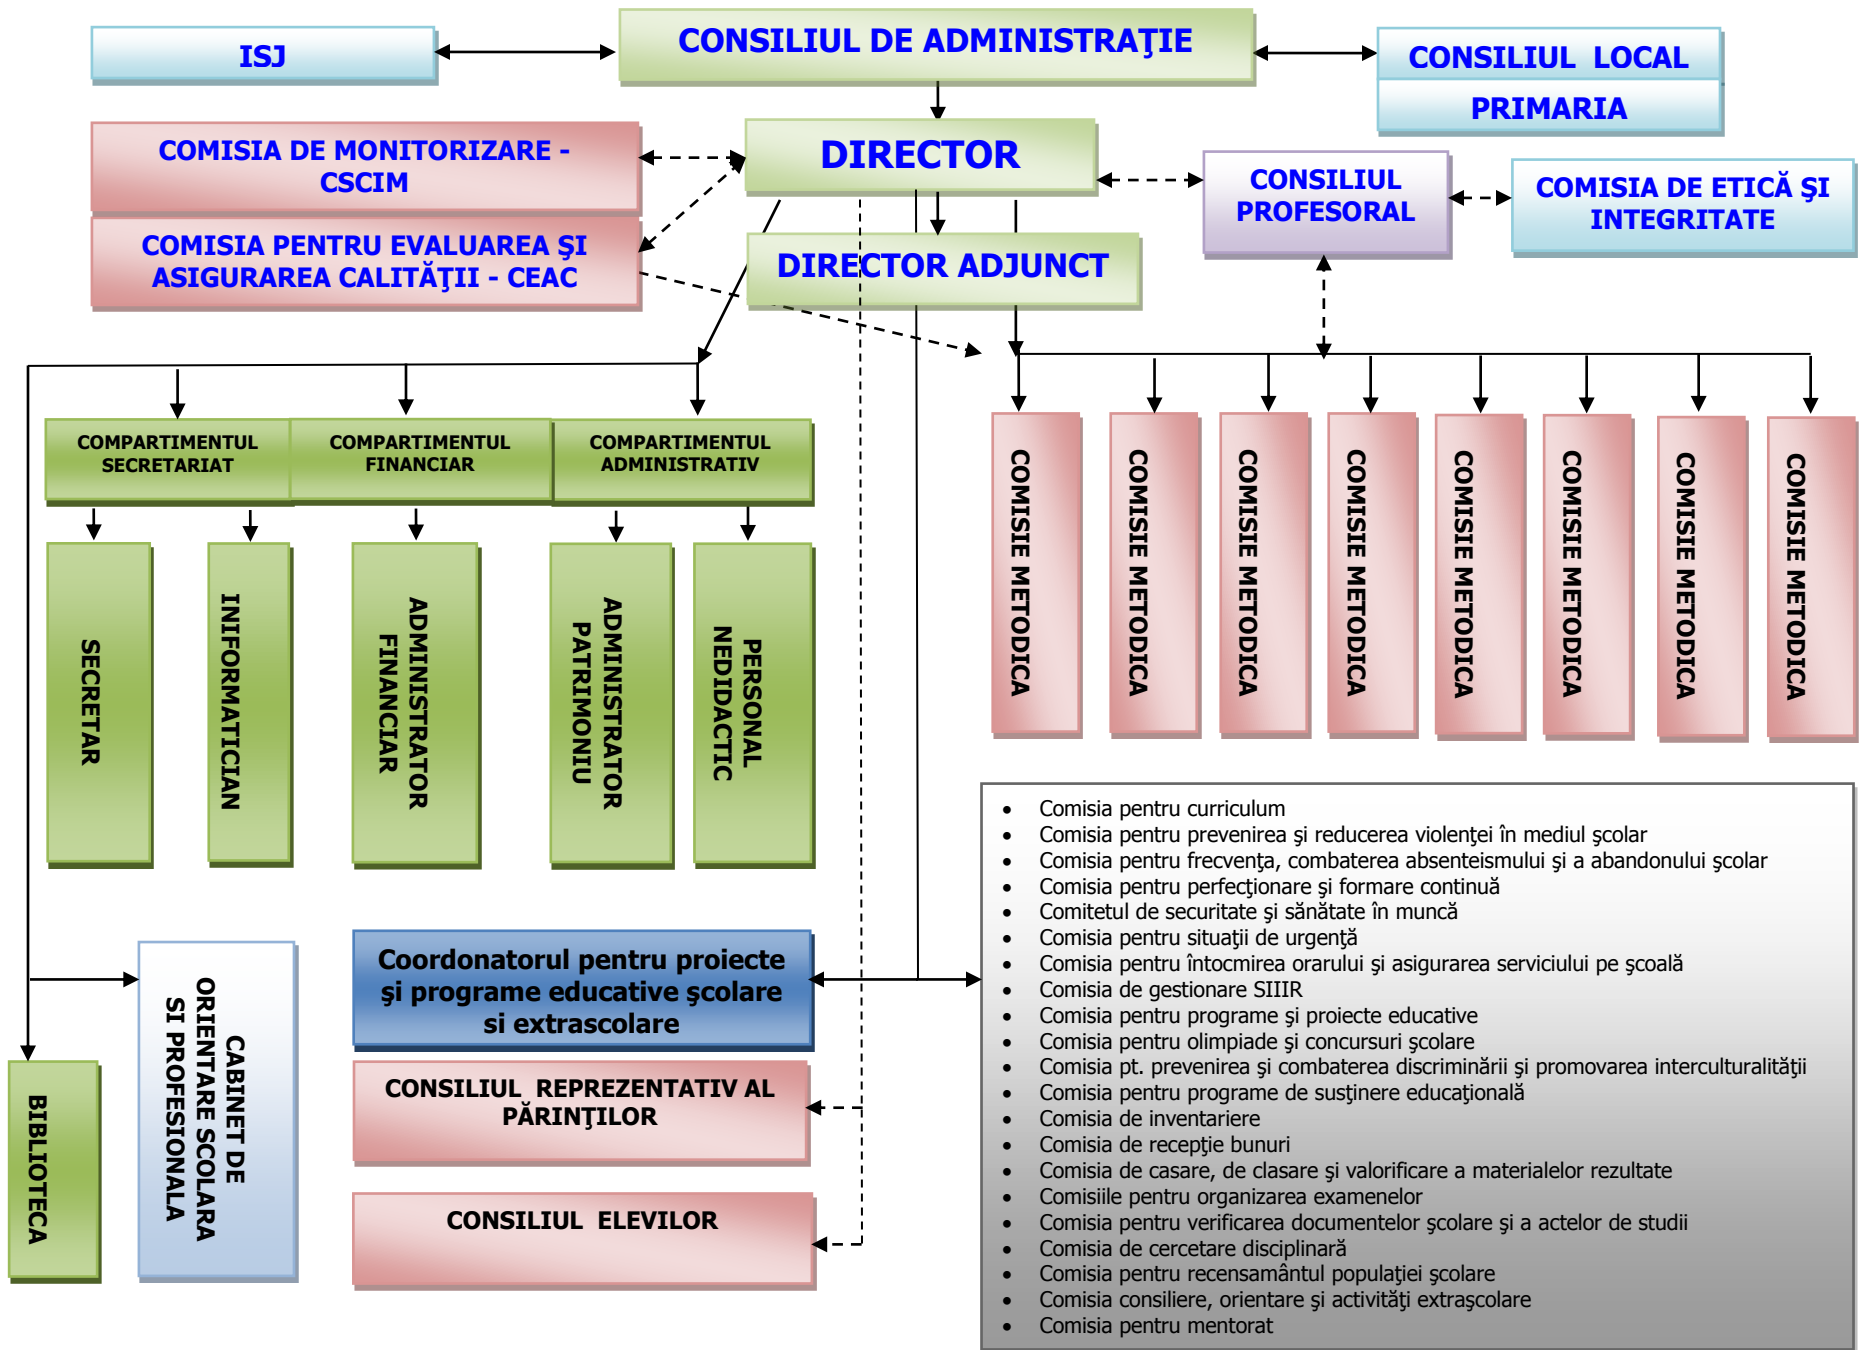 ISJ
CONSILIUL DE ADMINISTRAŢIE
CONSILIUL LOCAL
PRIMARIA
COMISIA DE MONITORIZARE -
CSCIM
DIRECTOR
CONSILIUL
PROFESORAL
COMISIA DE ETICĂ ŞI
INTEGRITATE
COMISIA PENTRU EVALUAREA ŞI
ASIGURAREA CALITĂŢII - CEAC
DIRECTOR ADJUNCT
COMPARTIMENTUL
SECRETARIAT
COMPARTIMENTUL
FINANCIAR
COMPARTIMENTUL
ADMINISTRATIV
SECRETAR
INIFORMATICIAN
ADMINISTRATOR
FINANCIAR
ADMINISTRATOR
PATRIMONIU
PERSONAL
NEDIDACTIC
COMISIE METODICA
COMISIE METODICA
COMISIE METODICA
COMISIE METODICA
COMISIE METODICA
COMISIE METODICA
COMISIE METODICA
COMISIE METODICA
BIBLIOTECA
CABINET DE
ORIENTARE SCOLARA
SI PROFESIONALA
Coordonatorul pentru proiecte
şi programe educative şcolare
si extrascolare
CONSILIUL REPREZENTATIV AL
PĂRINŢILOR
CONSILIUL ELEVILOR
• Comisia pentru curriculum
• Comisia pentru prevenirea şi reducerea violenţei în mediul şcolar
• Comisia pentru frecvenţa, combaterea absenteismului şi a abandonului şcolar
• Comisia pentru perfecţionare şi formare continuă
• Comitetul de securitate şi sănătate în muncă
• Comisia pentru situaţii de urgenţă
• Comisia pentru întocmirea orarului şi asigurarea serviciului pe şcoală
• Comisia de gestionare SIIIR
• Comisia pentru programe şi proiecte educative
• Comisia pentru olimpiade şi concursuri şcolare
• Comisia pt. prevenirea şi combaterea discriminării şi promovarea interculturalităţii
• Comisia pentru programe de susţinere educaţională
• Comisia de inventariere
• Comisia de recepţie bunuri
• Comisia de casare, de clasare şi valorificare a materialelor rezultate
• Comisiile pentru organizarea examenelor
• Comisia pentru verificarea documentelor şcolare şi a actelor de studii
• Comisia de cercetare disciplinară
• Comisia pentru recensamântul populaţiei şcolare
• Comisia consiliere, orientare şi activităţi extraşcolare
• Comisia pentru mentorat